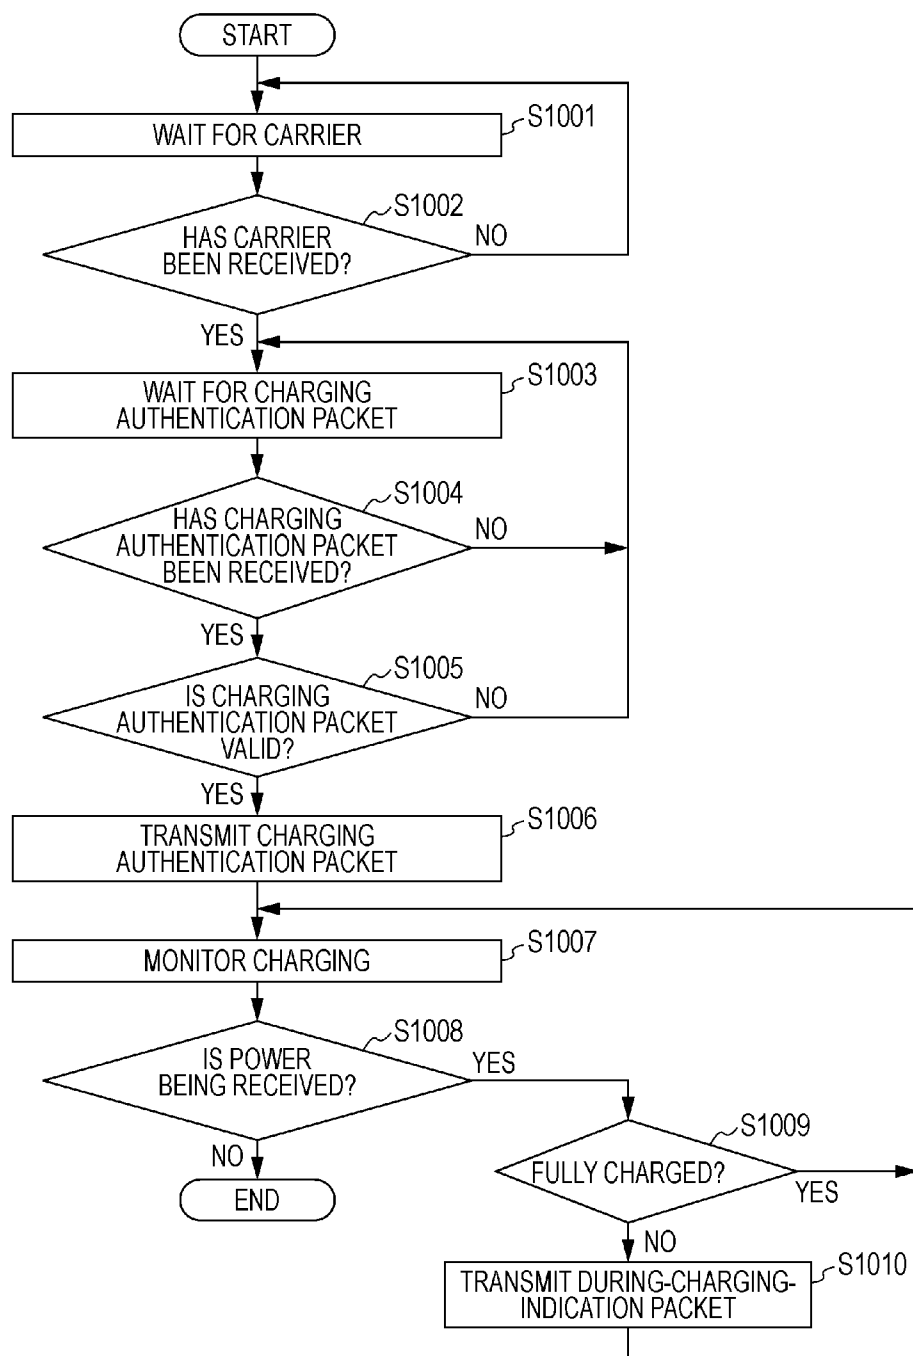 START
WAIT FOR CARRIER
S1001
HAS CARRIER
BEEN RECEIVED?
S1002
NO
YES
WAIT FOR CHARGING
AUTHENTICATION PACKET
S1003
HAS CHARGING
AUTHENTICATION PACKET
BEEN RECEIVED?
S1004
NO
YES
IS CHARGING
AUTHENTICATION PACKET
VALID?
S1005
NO
YES
TRANSMIT CHARGING
AUTHENTICATION PACKET
S1006
MONITOR CHARGING
S1007
IS POWER
BEING RECEIVED?
S1008
YES
NO
END
FULLY CHARGED?
S1009
YES
NO
TRANSMIT DURING-CHARGING-
INDICATION PACKET
S1010